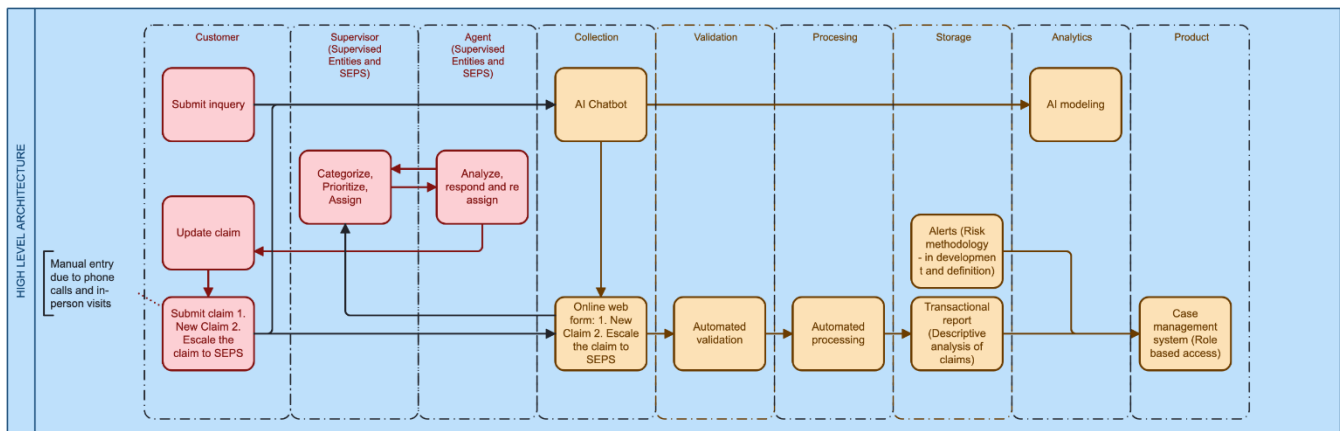 HIGH LEVEL ARCHITECTURE
Customer
Supervisor
(Supervised
Entities and
SEPS)
Agent
(Supervised
Entities and
SEPS)
Collection
Validation
Procesing
Storage
Analytics
Product
Submit inquery
AI Chatbot
AI modeling
Categorize,
Prioritize,
Assign
Analyze,
respond and re
assign
Update claim
Alerts (Risk
methodology
- in developmen
t and definition)
Manual entry
due to phone
calls and in-
person visits
Submit claim 1.
New Claim 2.
Escale the
claim to SEPS
Online web
form: 1. New
Claim 2. Escale
the claim to
SEPS
Automated
validation
Automated
processing
Transactional
report
(Descriptive
analysis of
claims)
Case
management
system (Role
based access)